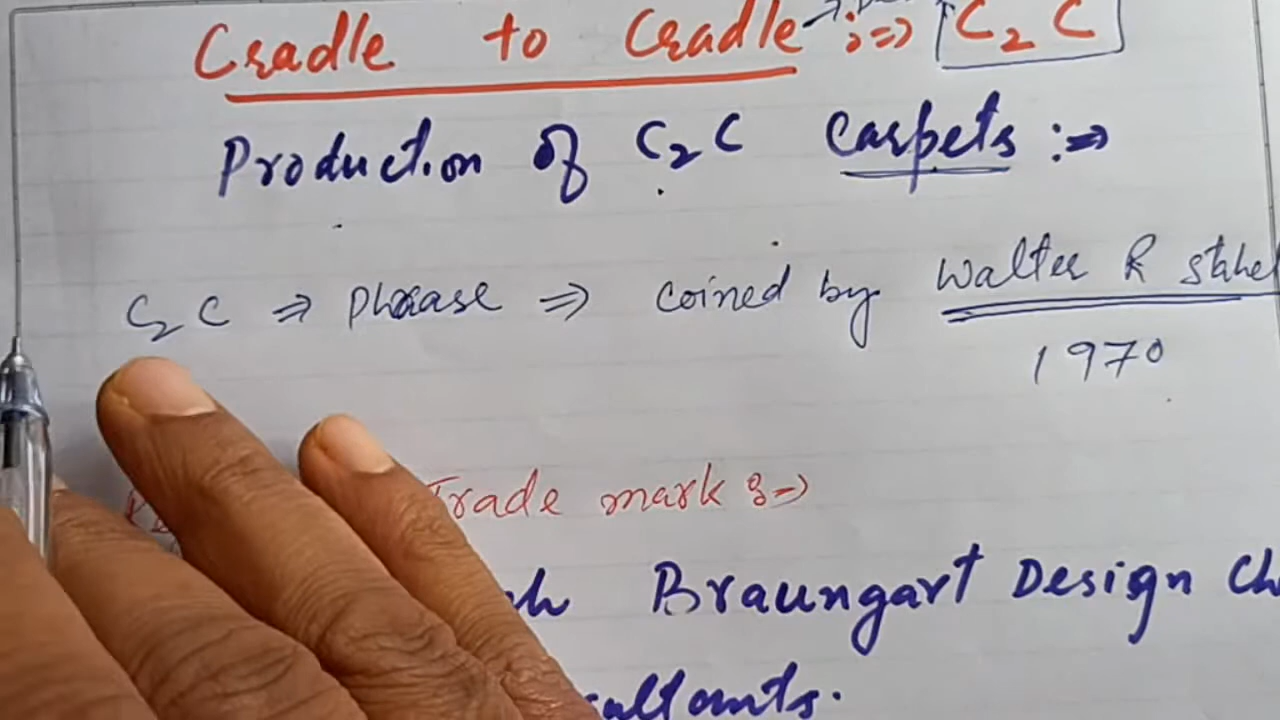 Cradle to Cradle :⇒ C₂C
Production of C₂C Carpets :⇒
C₂C ⇒ Phrase ⇒ coined by Walter R Stahel
1970
Trade mark :⇒
Braungart Design